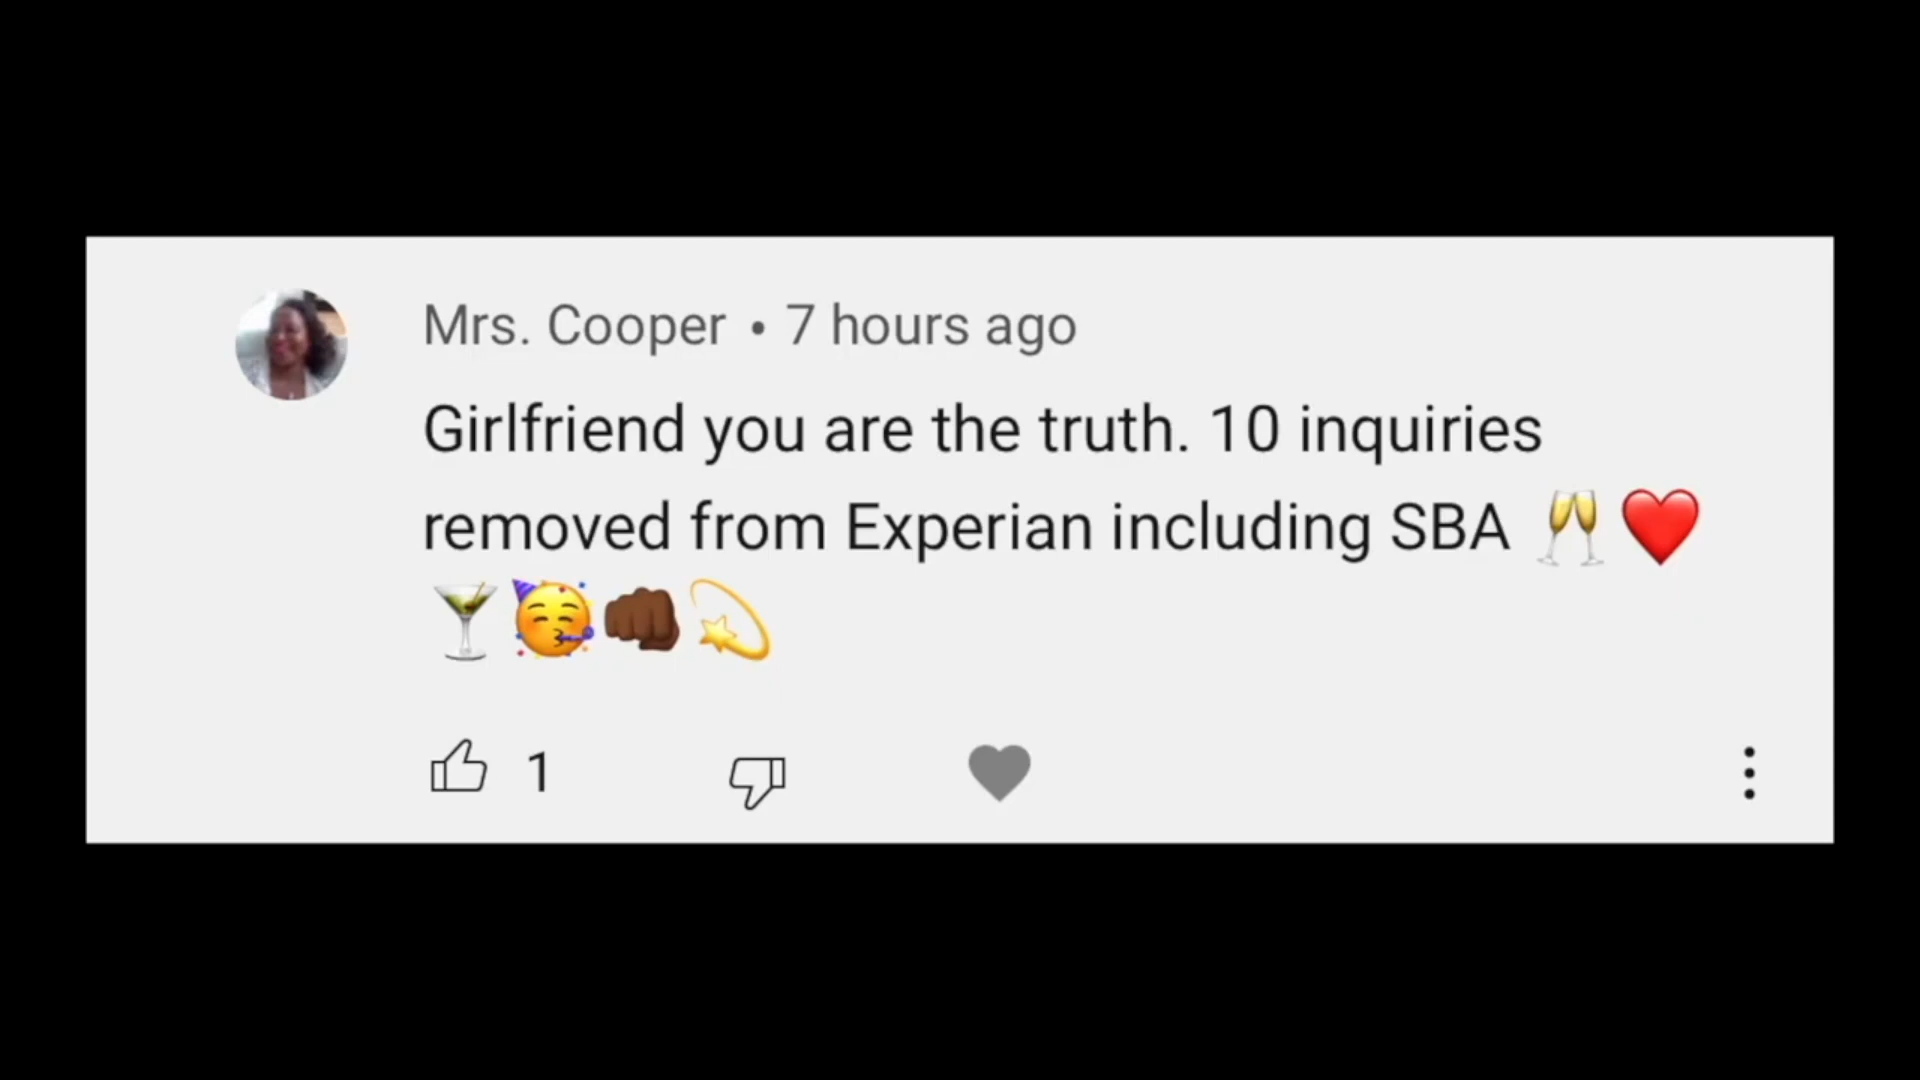 Mrs. Cooper • 7 hours ago
Girlfriend you are the truth. 10 inquiries
removed from Experian including SBA 🥂❤️
🍸🥳👊🏾💫
1